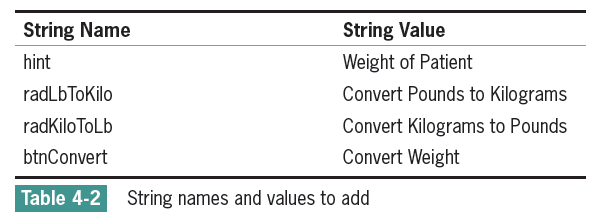 String Name String Value
hint Weight of Patient
radLbToKilo Convert Pounds to Kilograms
radKiloToLb Convert Kilograms to Pounds
btnConvert Convert Weight
Table 4-2 String names and values to add